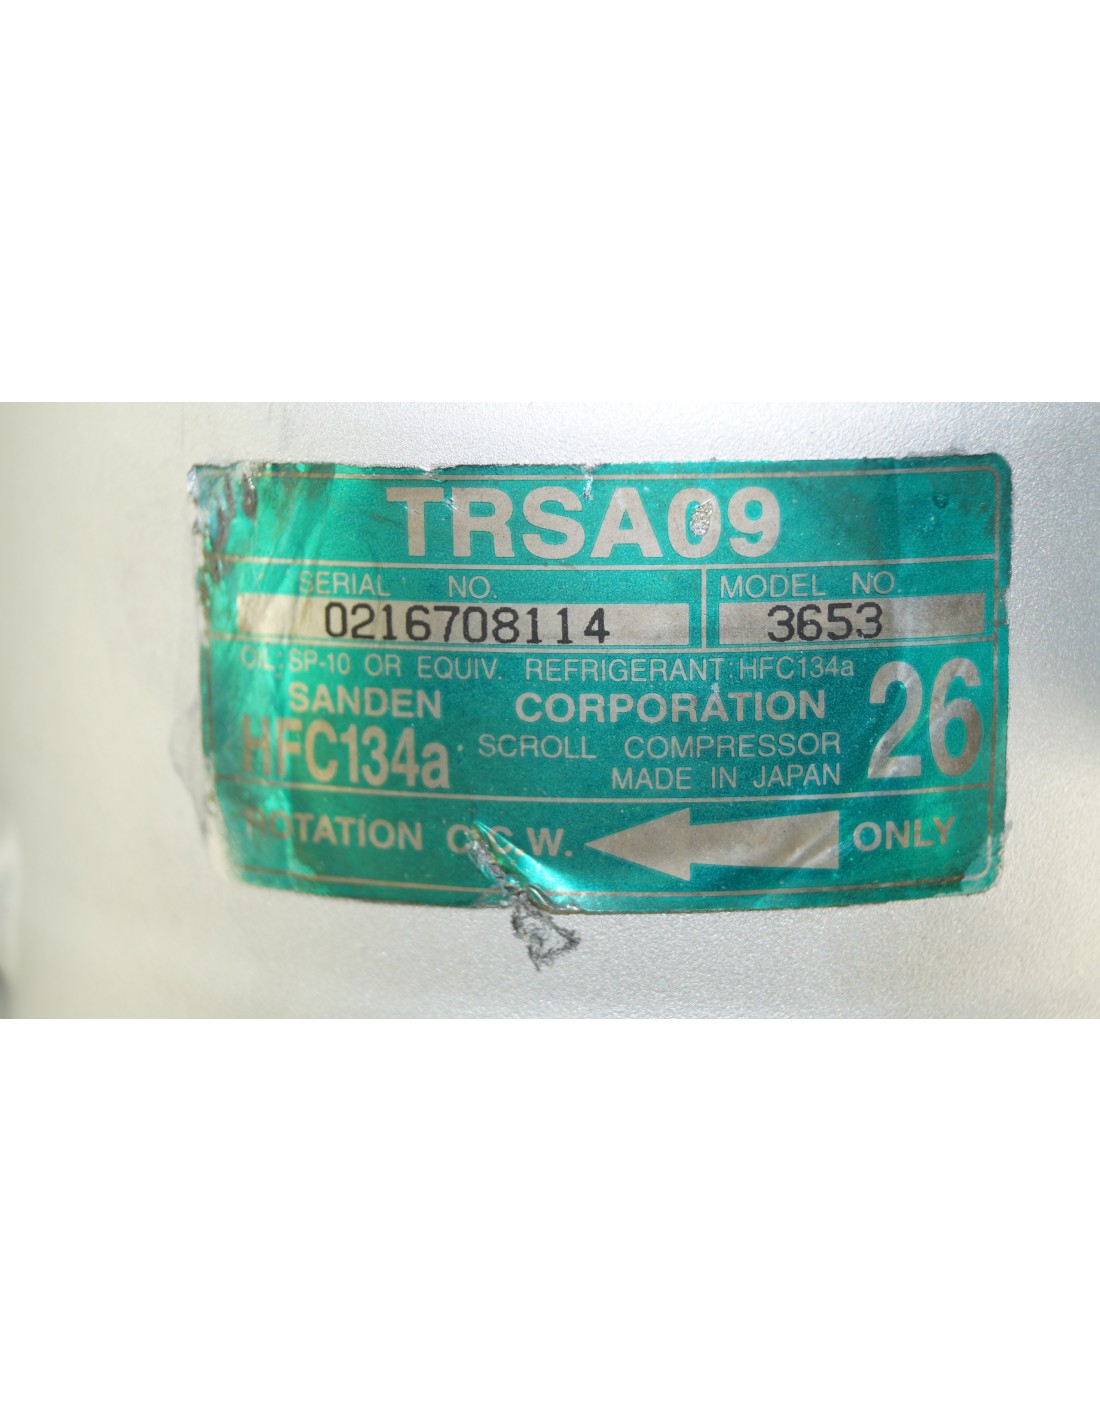 TRSA09
SERIAL NO. MODEL NO.
0216708114 3653
OIL: SP-10 OR EQUIV. REFRIGERANT:HFC134a
SANDEN CORPORATION 26
HFC134a SCROLL COMPRESSOR
MADE IN JAPAN
ROTATION C.C.W. ONLY